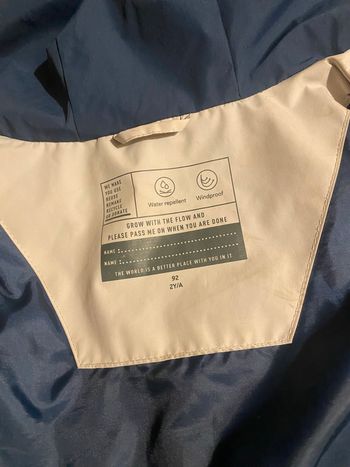 WE MAKE
YOU USE
REUSE
REMAKE
RECYCLE
OR DONATE
Water repellent
Windproof
GROW WITH THE FLOW AND
PLEASE PASS ME ON WHEN YOU ARE DONE
NAME :
NAME :
THE WORLD IS A BETTER PLACE WITH YOU IN IT
92
2Y/A